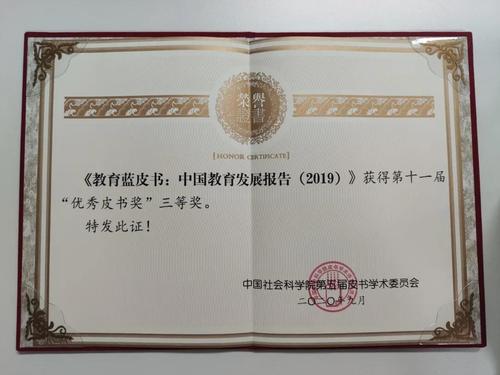 荣誉
證書
[HONOR CERTIFICATE]
《教育蓝皮书：中国教育发展报告（2019）》获得第十一届
“优秀皮书奖”三等奖。
特发此证！
中国社会科学院第五届皮书学术委员会
二〇二〇年九月